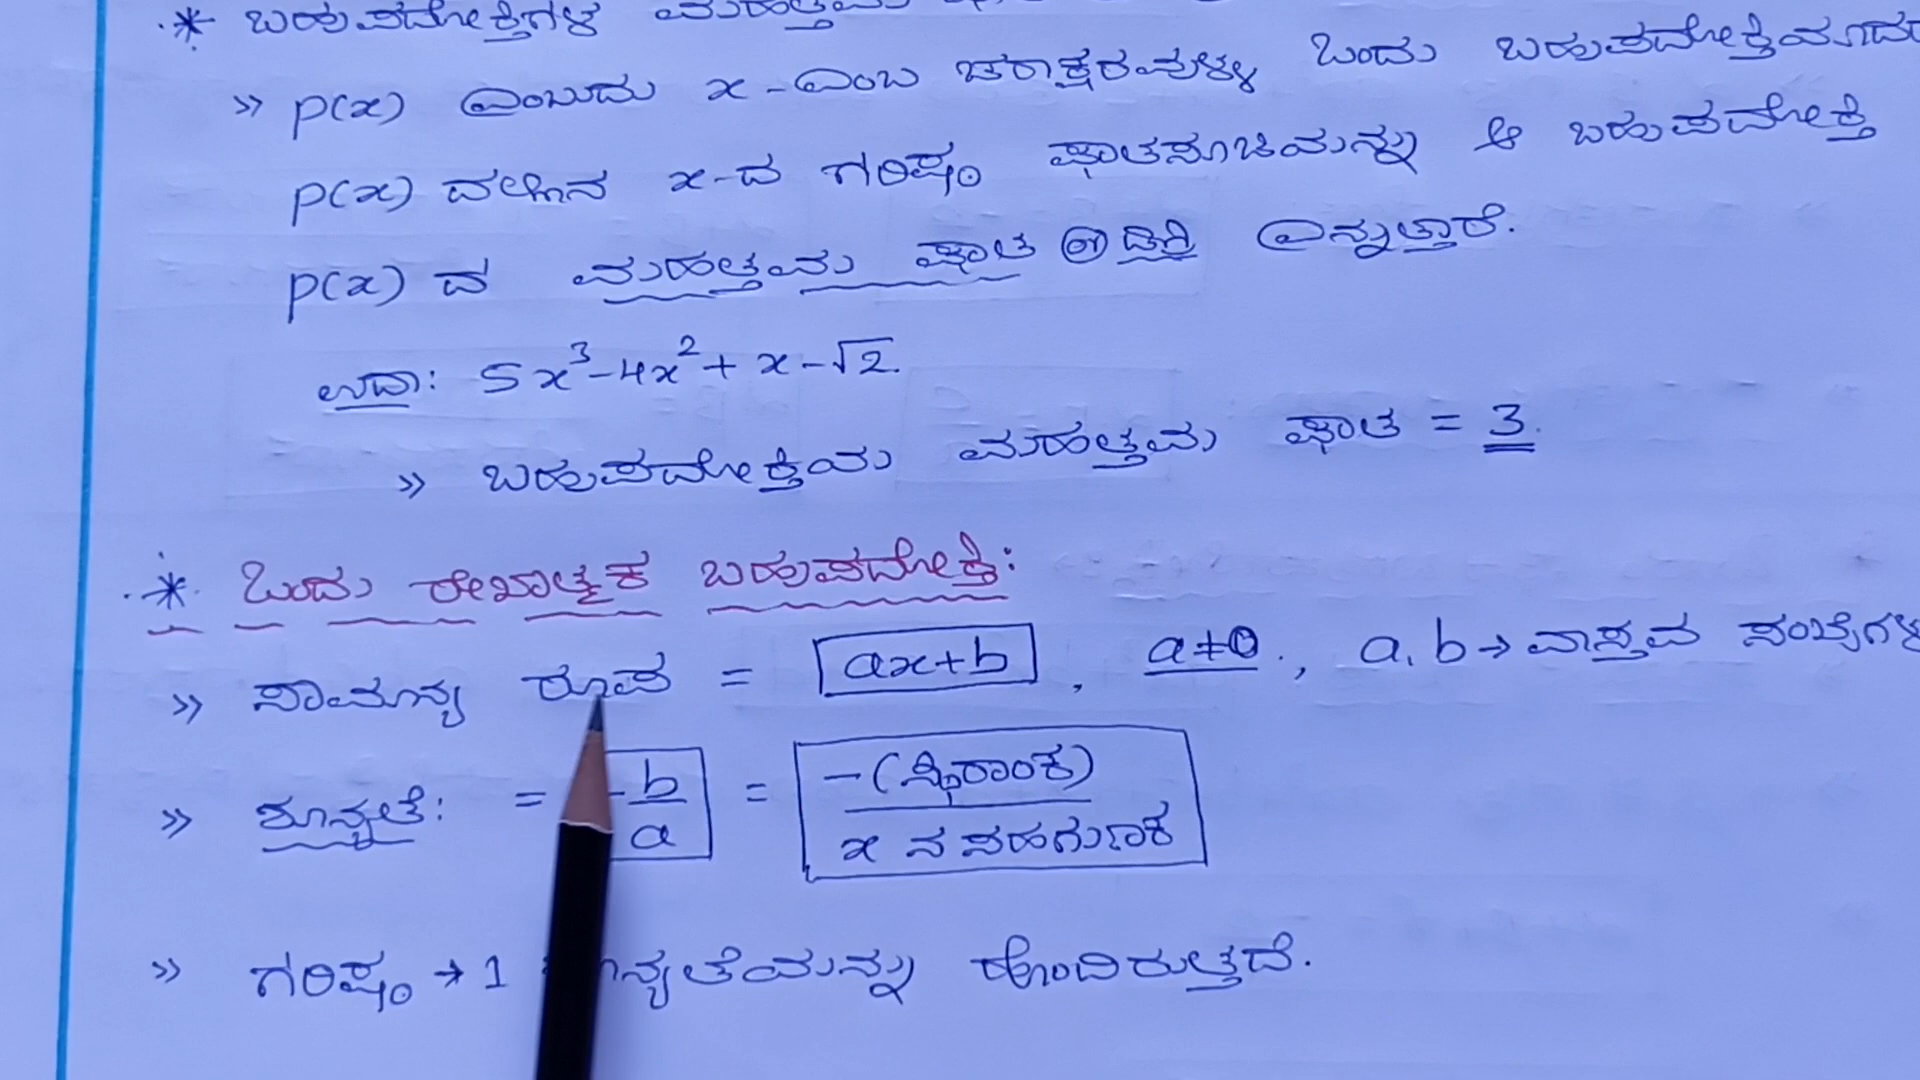 * ಬಹುಪದೋಕ್ತಿಗಳ ಮಹತ್ತಮ
» p(x) ಎಂಬುದು x-ಎಂಬ ಚರಾಕ್ಷರವುಳ್ಳ ಒಂದು ಬಹುಪದೋಕ್ತಿಯಾದರೆ
p(x) ದಲ್ಲಿನ x-ದ ಗರಿಷ್ಠ ಘಾತಸೂಚಿಯನ್ನು ಆ ಬಹುಪದೋಕ್ತಿ
p(x) ದ ಮಹತ್ತಮ ಘಾತ ಡಿಗ್ರಿ ಎನ್ನುತ್ತಾರೆ.
ಉದಾ: 5x³-4x²+x-√2.
» ಬಹುಪದೋಕ್ತಿಯ ಮಹತ್ತಮ ಘಾತ = 3.
* ಒಂದು ರೇಖಾತ್ಮಕ ಬಹುಪದೋಕ್ತಿ:
» ಸಾಮಾನ್ಯ ರೂಪ = ax+b, a≠0., a, b→ವಾಸ್ತವ ಸಂಖ್ಯೆಗಳ
» ಶೂನ್ಯತೆ: = -b/a = -(ಸ್ಥಿರಾಂಕ)/x ನ ಸಹಗುಣಕ
» ಗರಿಷ್ಠ → 1 ಶೂನ್ಯತೆಯನ್ನು ಹೊಂದಿರುತ್ತದೆ.